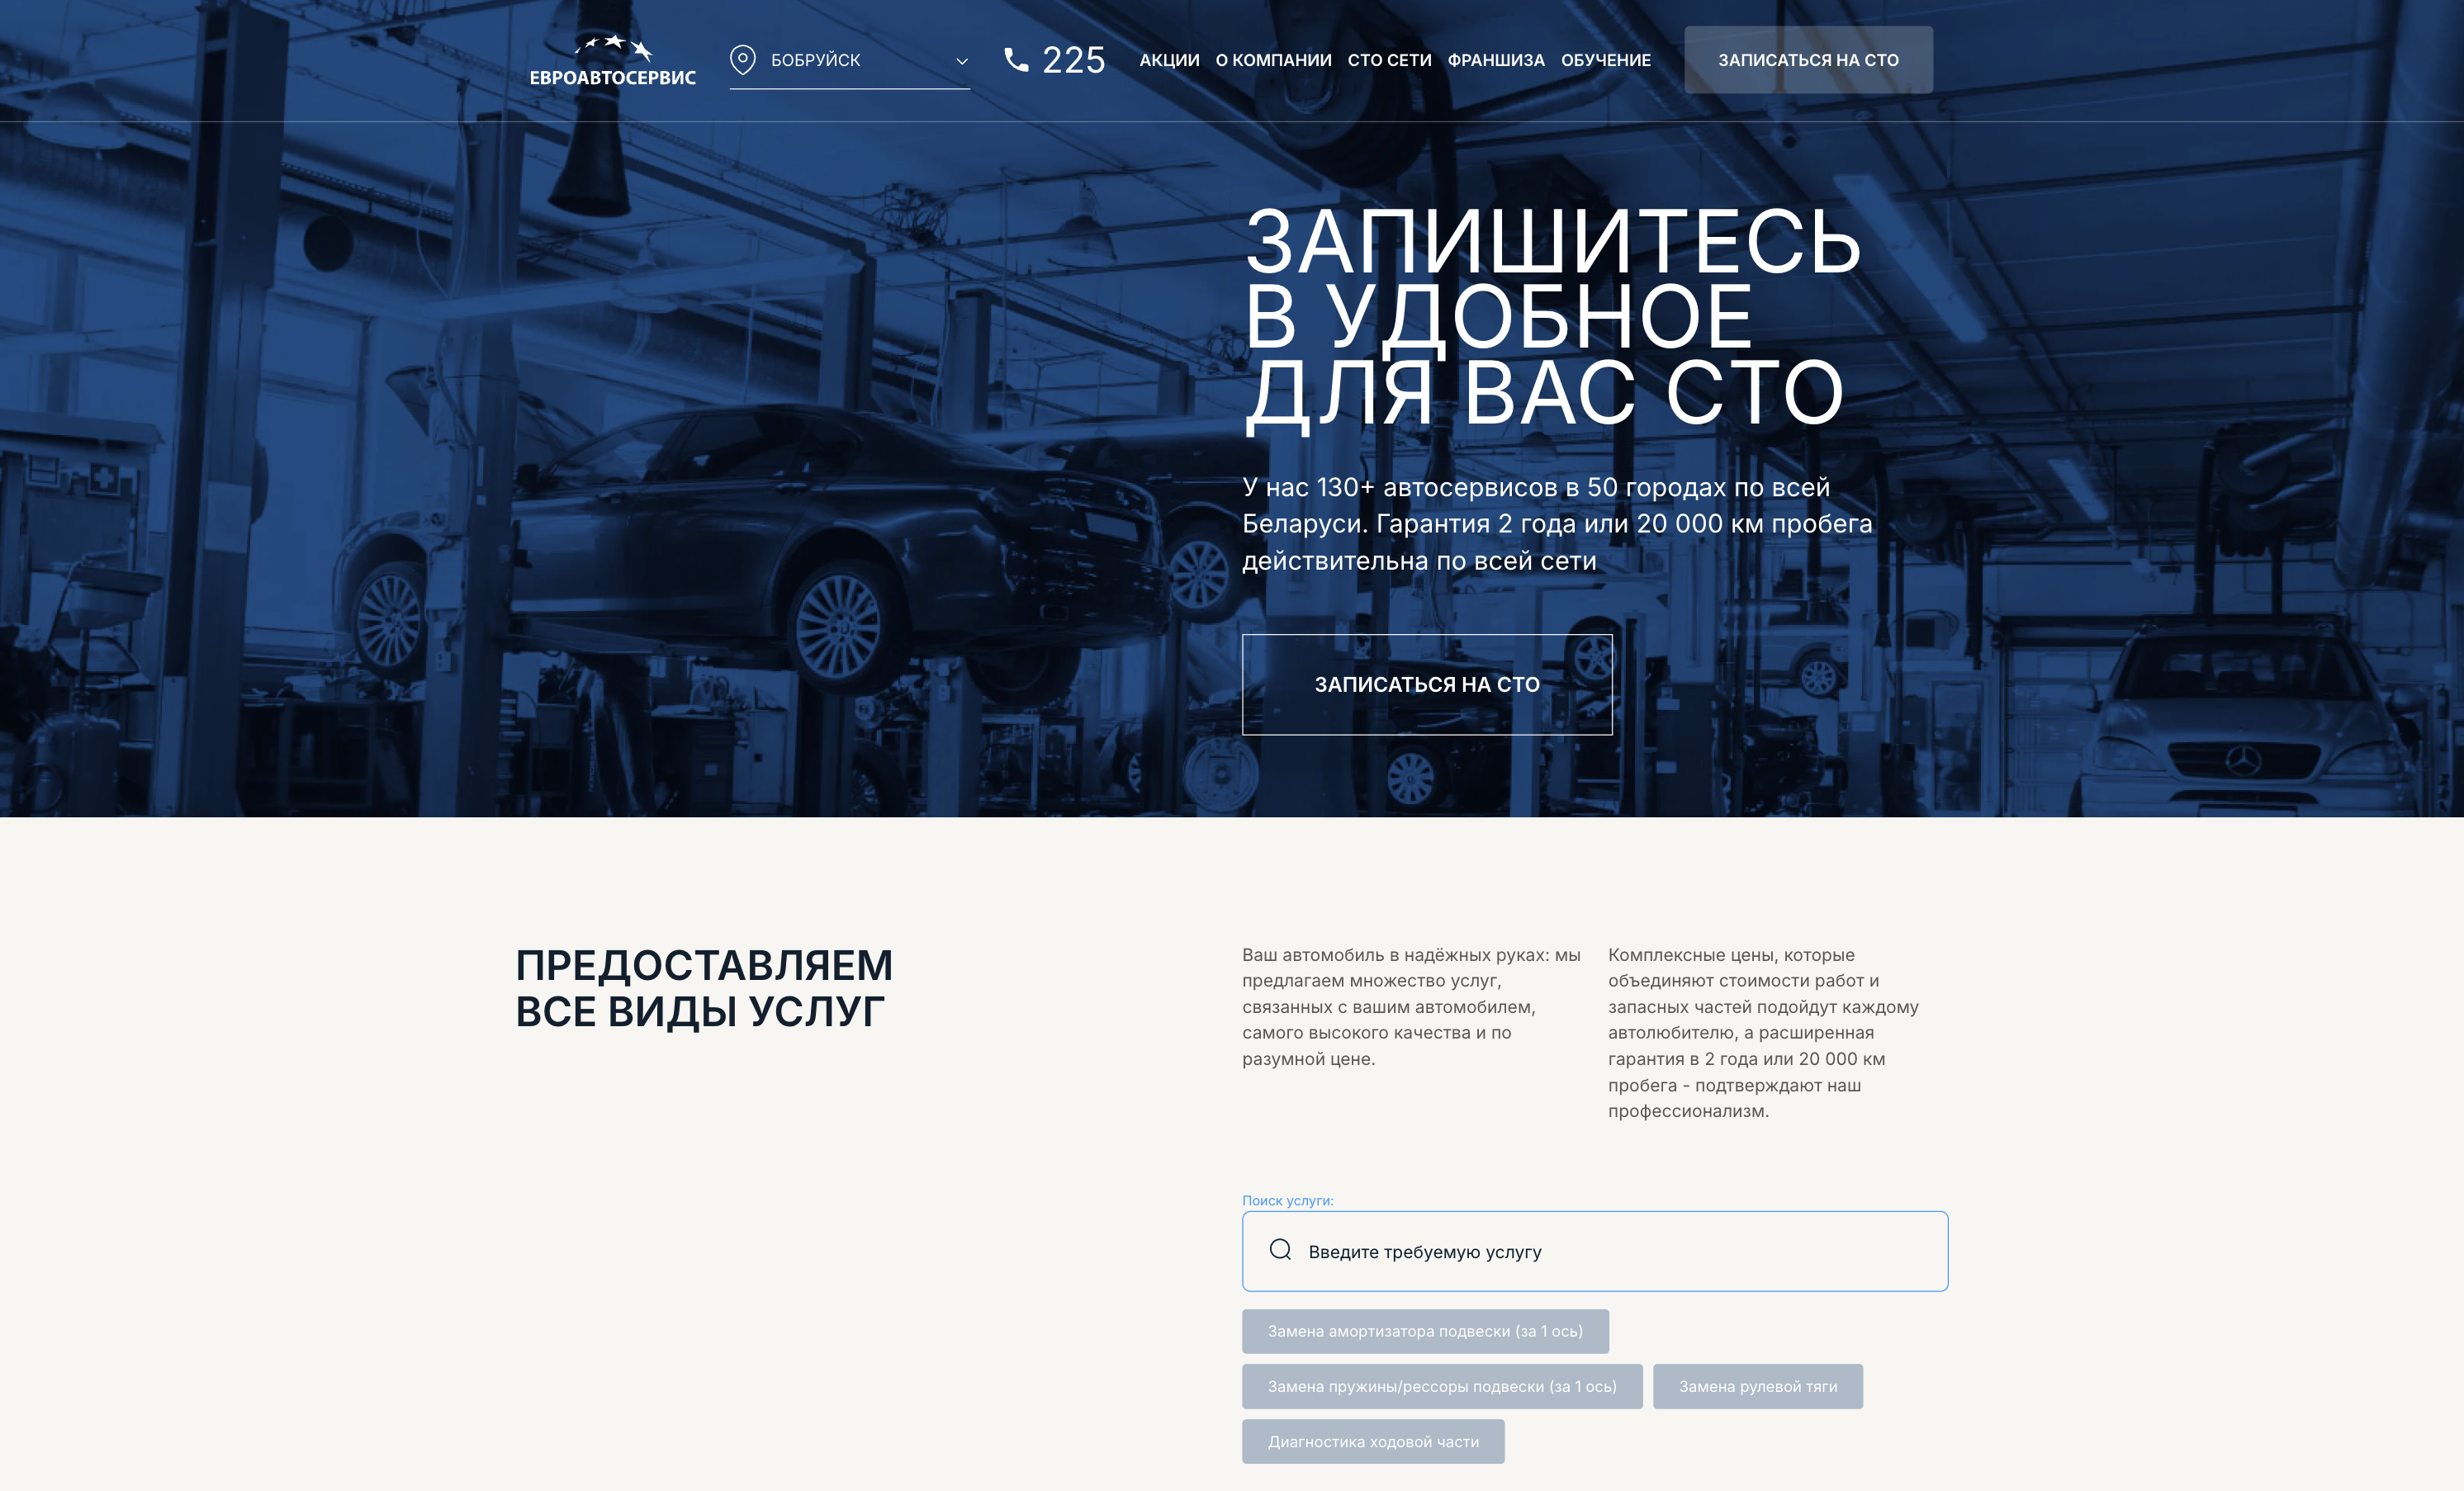 ЕВРОАВТОСЕРВИС
БОБРУЙСК
225
АКЦИИ О КОМПАНИИ СТО СЕТИ ФРАНШИЗА ОБУЧЕНИЕ
ЗАПИСАТЬСЯ НА СТО
ЗАПИШИТЕСЬ
В УДОБНОЕ
ДЛЯ ВАС СТО
У нас 130+ автосервисов в 50 городах по всей
Беларуси. Гарантия 2 года или 20 000 км пробега
действительна по всей сети
ЗАПИСАТЬСЯ НА СТО
ПРЕДОСТАВЛЯЕМ
ВСЕ ВИДЫ УСЛУГ
Ваш автомобиль в надёжных руках: мы
предлагаем множество услуг,
связанных с вашим автомобилем,
самого высокого качества и по
разумной цене.
Комплексные цены, которые
объединяют стоимости работ и
запасных частей подойдут каждому
автолюбителю, а расширенная
гарантия в 2 года или 20 000 км
пробега - подтверждают наш
профессионализм.
Поиск услуги:
Введите требуемую услугу
Замена амортизатора подвески (за 1 ось)
Замена пружины/рессоры подвески (за 1 ось)
Замена рулевой тяги
Диагностика ходовой части